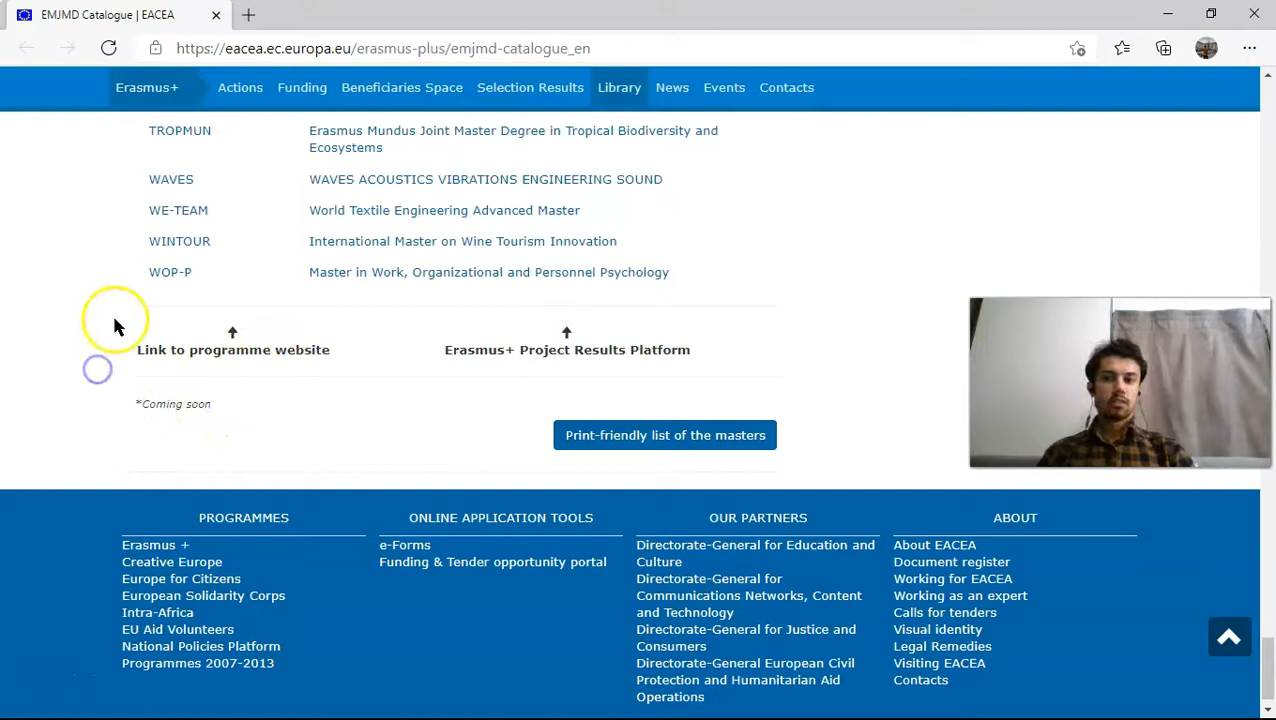 EMJMD Catalogue | EACEA
https://eacea.ec.europa.eu/erasmus-plus/emjmd-catalogue_en
Erasmus+ Actions Funding Beneficiaries Space Selection Results Library News Events Contacts
TROPMUN Erasmus Mundus Joint Master Degree in Tropical Biodiversity and
Ecosystems
WAVES WAVES ACOUSTICS VIBRATIONS ENGINEERING SOUND
WE-TEAM World Textile Engineering Advanced Master
WINTOUR International Master on Wine Tourism Innovation
WOP-P Master in Work, Organizational and Personnel Psychology
Link to programme website Erasmus+ Project Results Platform
*Coming soon
Print-friendly list of the masters
PROGRAMMES
Erasmus +
Creative Europe
Europe for Citizens
European Solidarity Corps
Intra-Africa
EU Aid Volunteers
National Policies Platform
Programmes 2007-2013
ONLINE APPLICATION TOOLS
e-Forms
Funding & Tender opportunity portal
OUR PARTNERS
Directorate-General for Education and
Culture
Directorate-General for
Communications Networks, Content
and Technology
Directorate-General for Justice and
Consumers
Directorate-General European Civil
Protection and Humanitarian Aid
Operations
ABOUT
About EACEA
Document register
Working for EACEA
Working as an expert
Calls for tenders
Visual identity
Legal Remedies
Visiting EACEA
Contacts